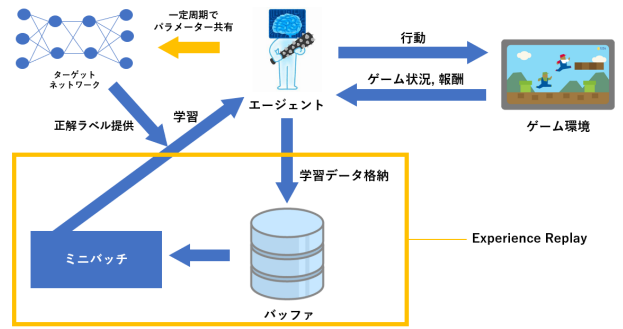 一定周期で
パラメーター共有
行動
ゲーム状況, 報酬
ターゲット
ネットワーク
エージェント
ゲーム環境
正解ラベル提供
学習
学習データ格納
Experience Replay
ミニバッチ
バッファ